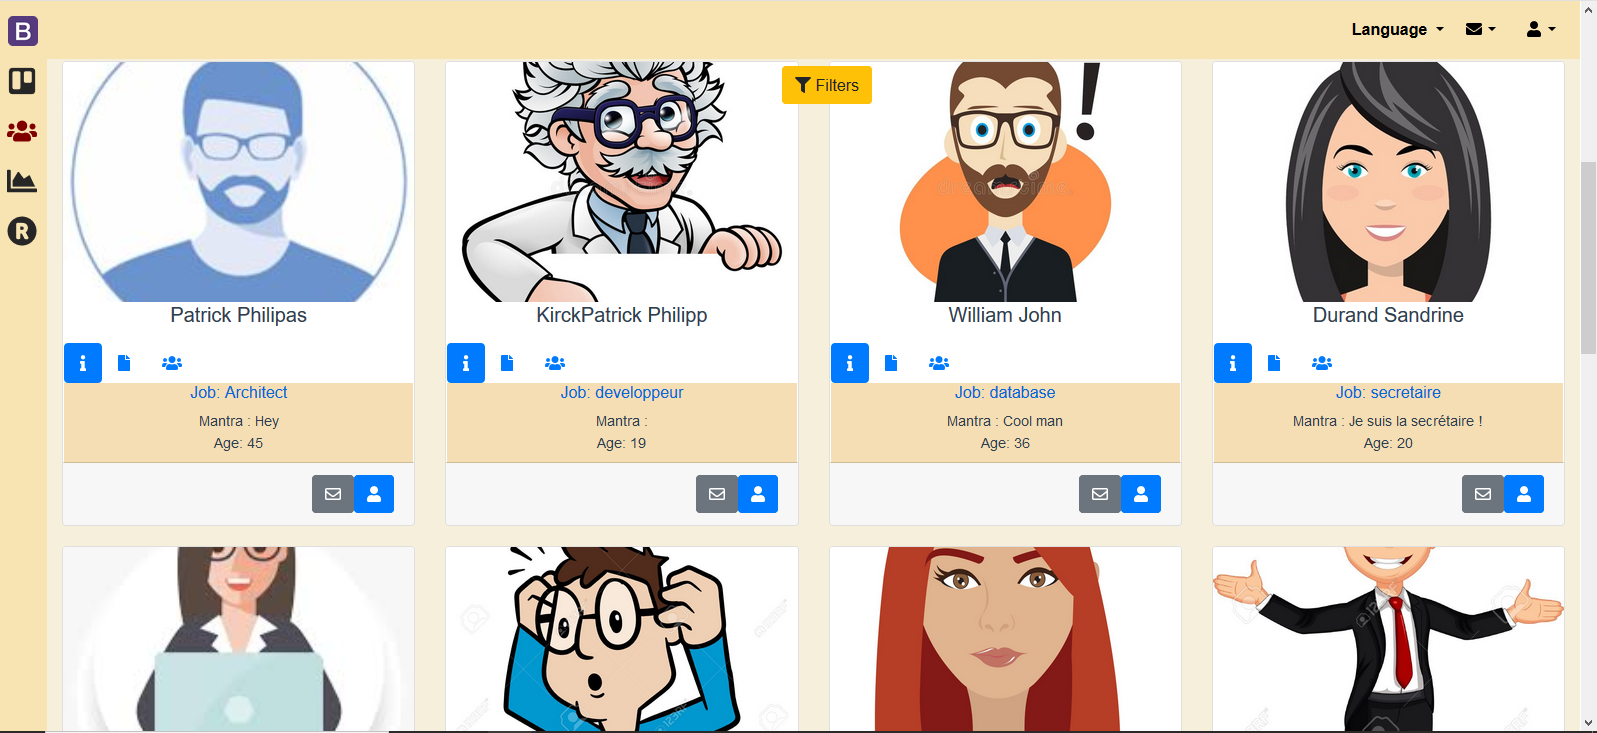 B
Language
Filters
R
Patrick Philipas
KirckPatrick Philipp
William John
Durand Sandrine
Job: Architect
Mantra : Hey
Age: 45
Job: developpeur
Mantra :
Age: 19
Job: database
Mantra : Cool man
Age: 36
Job: secretaire
Mantra : Je suis la secrétaire !
Age: 20